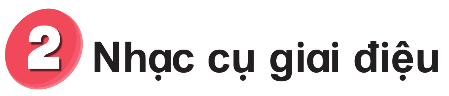 2 Nhạc cụ giai điệu